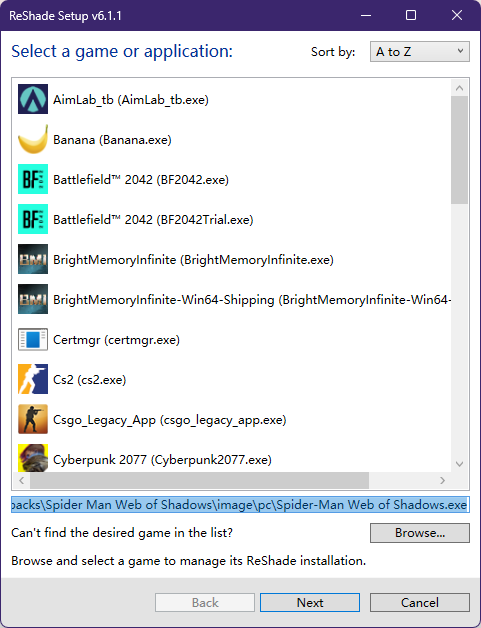 ReShade Setup v6.1.1
Select a game or application:
Sort by:
A to Z
AimLab_tb (AimLab_tb.exe)
Banana (Banana.exe)
BF
Battlefield™ 2042 (BF2042.exe)
BF
Battlefield™ 2042 (BF2042Trial.exe)
BMI
BrightMemoryInfinite (BrightMemoryInfinite.exe)
BMI
BrightMemoryInfinite-Win64-Shipping (BrightMemoryInfinite-Win64-
Certmgr (certmgr.exe)
Cs2 (cs2.exe)
Csgo_Legacy_App (csgo_legacy_app.exe)
Cyberpunk 2077 (Cyberpunk2077.exe)
packs\Spider Man Web of Shadows\image\pc\Spider-Man Web of Shadows.exe
Can't find the desired game in the list?
Browse...
Browse and select a game to manage its ReShade installation.
Back
Next
Cancel